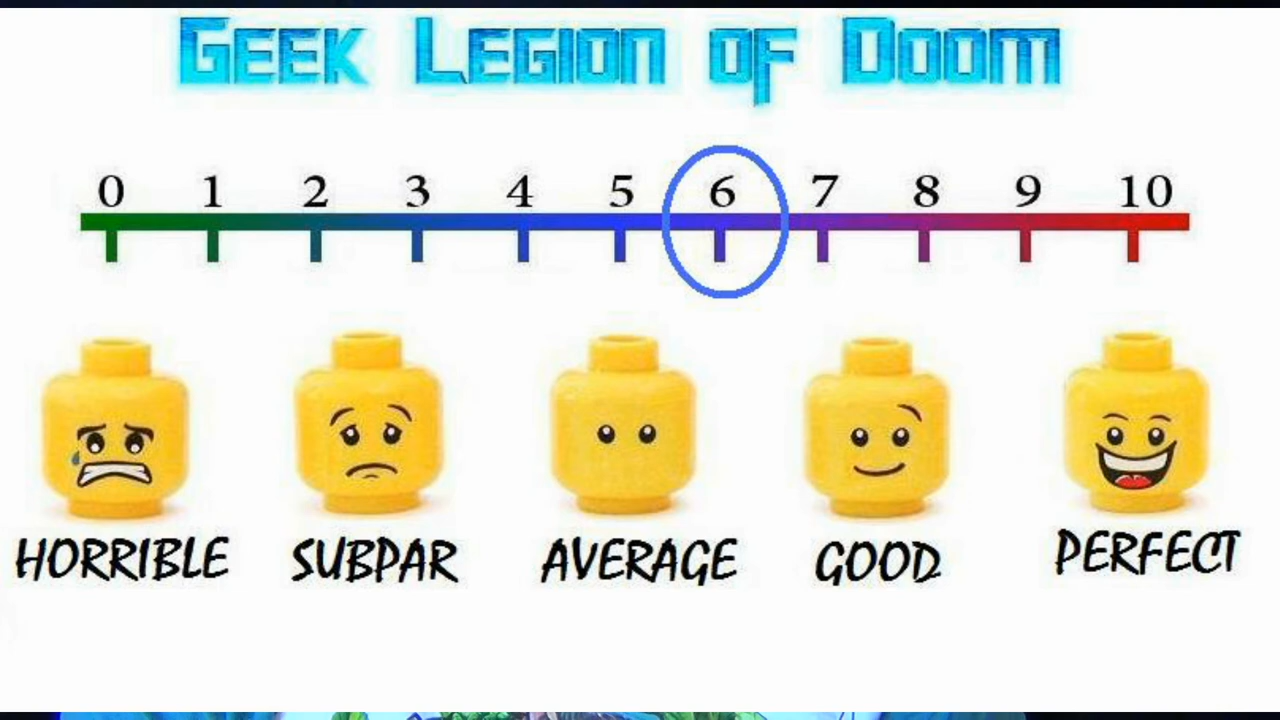 GEEK LEGION OF DOOM
0 1 2 3 4 5 6 7 8 9 10
HORRIBLE SUBPAR AVERAGE GOOD PERFECT